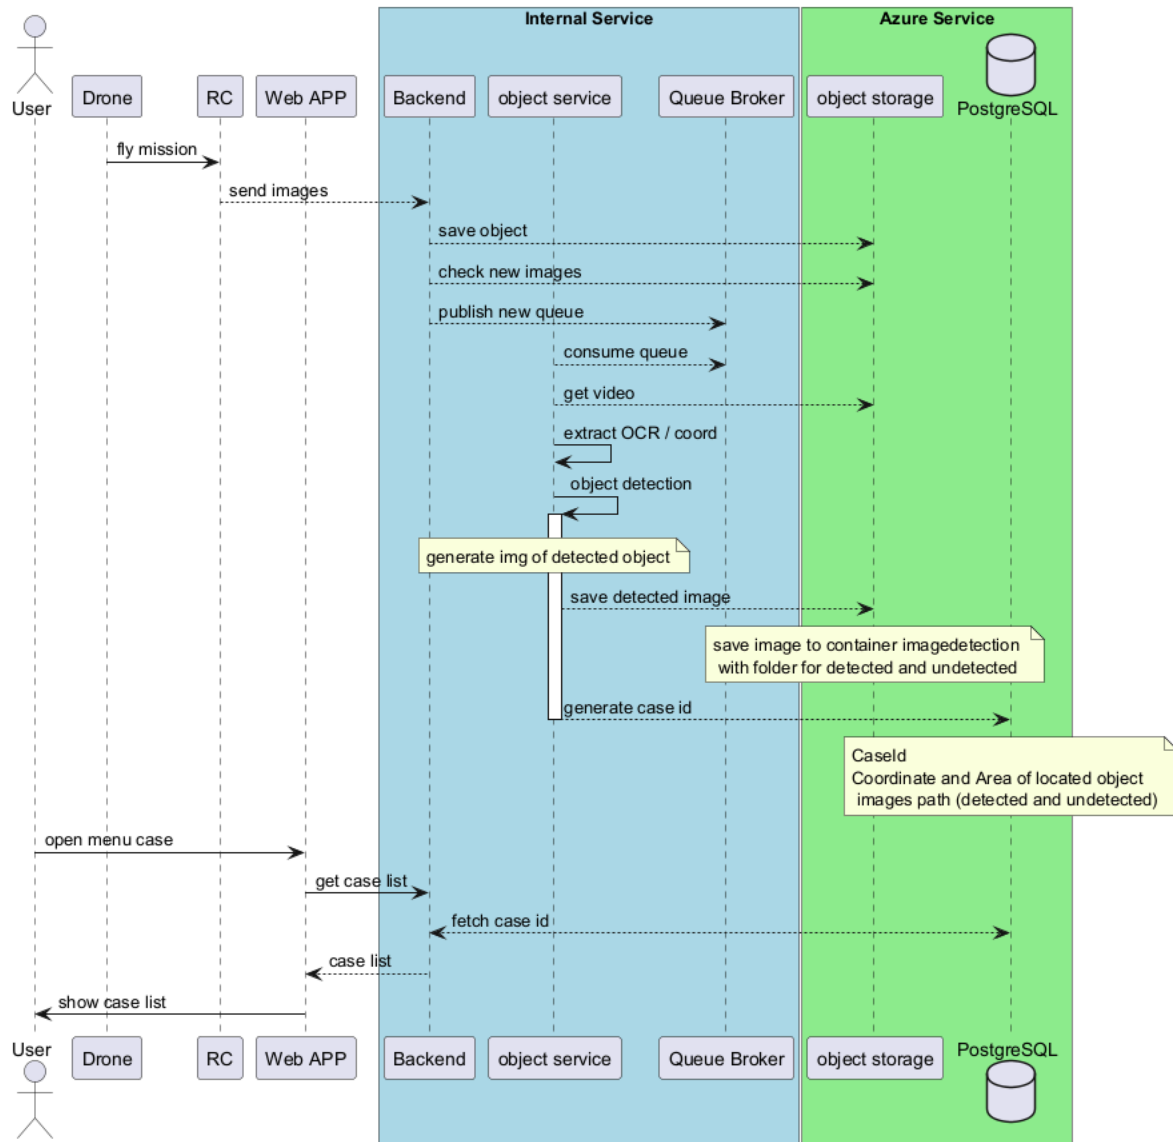 Internal Service
Azure Service
User
Drone
RC
Web APP
Backend
object service
Queue Broker
object storage
PostgreSQL
fly mission
send images
save object
check new images
publish new queue
consume queue
get video
extract OCR / coord
object detection
generate img of detected object
save detected image
save image to container imagedetection
with folder for detected and undetected
generate case id
CaseId
Coordinate and Area of located object
images path (detected and undetected)
open menu case
get case list
fetch case id
case list
show case list
User
Drone
RC
Web APP
Backend
object service
Queue Broker
object storage
PostgreSQL